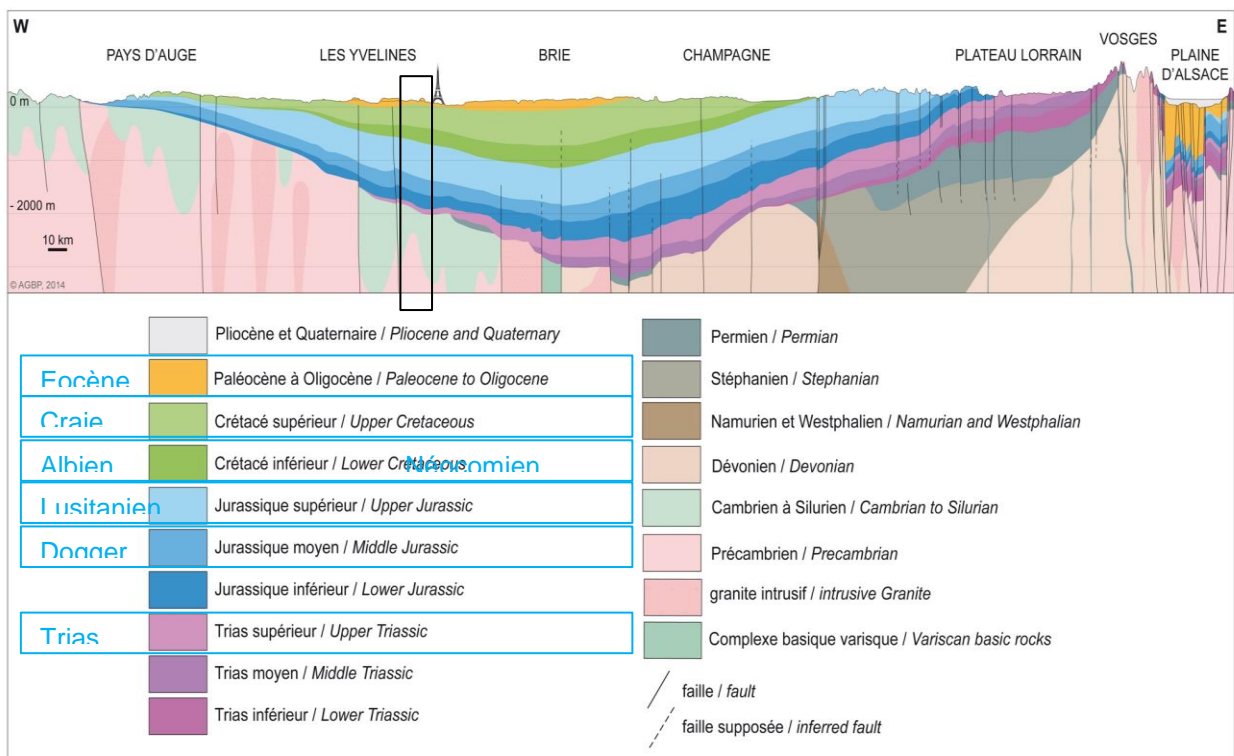 W
E
PAYS D'AUGE
LES YVELINES
BRIE
CHAMPAGNE
PLATEAU LORRAIN
VOSGES
PLAINE
D'ALSACE
0 m
- 2000 m
10 km
© AGBP, 2014
Eocène
Paléocène à Oligocène / Paleocene to Oligocene
Pliocène et Quaternaire / Pliocene and Quaternary
Craie
Crétacé supérieur / Upper Cretaceous
Albien
Crétacé inférieur / Lower Cretaceous
Néocomien
Lusitanien
Jurassique supérieur / Upper Jurassic
Dogger
Jurassique moyen / Middle Jurassic
Jurassique inférieur / Lower Jurassic
Trias
Trias supérieur / Upper Triassic
Trias moyen / Middle Triassic
Trias inférieur / Lower Triassic
Permien / Permian
Stéphanien / Stephanian
Namurien et Westphalien / Namurian and Westphalian
Dévonien / Devonian
Cambrien à Silurien / Cambrian to Silurian
Précambrien / Precambrian
granite intrusif / intrusive Granite
Complexe basique varisque / Variscan basic rocks
faille / fault
faille supposée / inferred fault